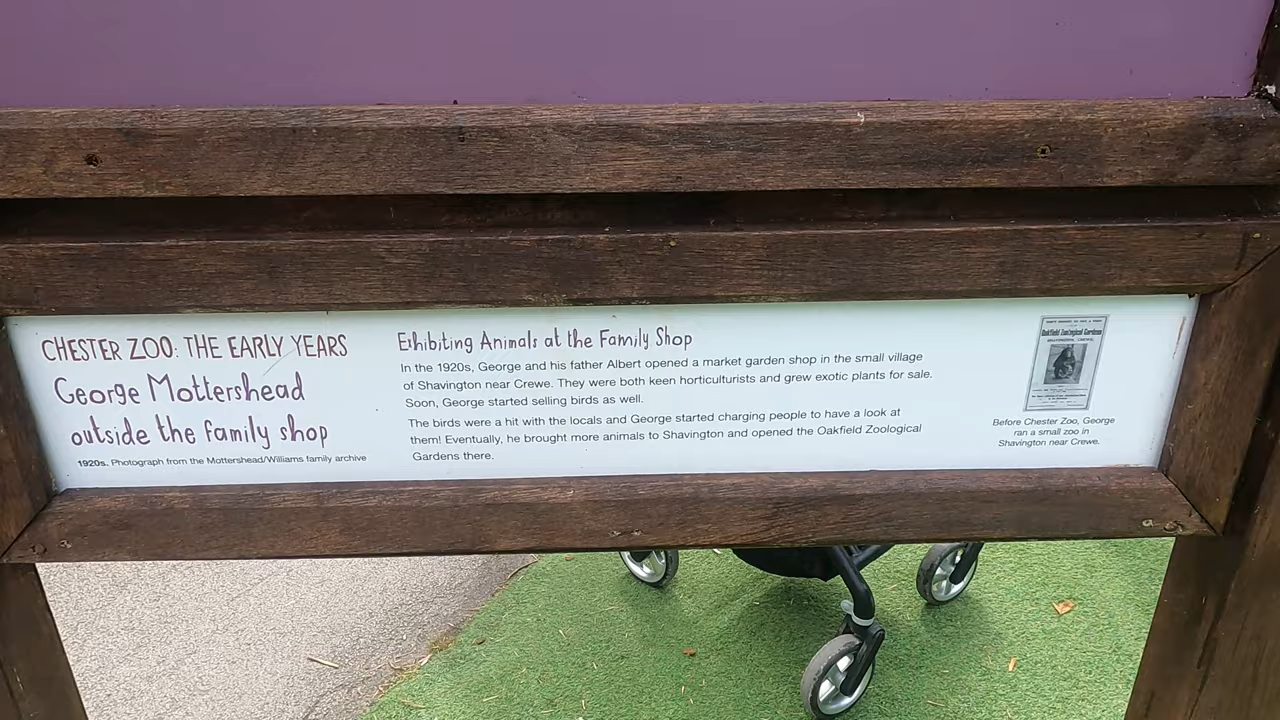 CHESTER ZOO: THE EARLY YEARS
George Mottershead
outside the family shop
1920s. Photograph from the Mottershead/Williams family archive
Exhibiting Animals at the Family Shop
In the 1920s, George and his father Albert opened a market garden shop in the small village
of Shavington near Crewe. They were both keen horticulturists and grew exotic plants for sale.
Soon, George started selling birds as well.
The birds were a hit with the locals and George started charging people to have a look at
them! Eventually, he brought more animals to Shavington and opened the Oakfield Zoological
Gardens there.
Oakfield Zoological Gardens
SHAVINGTON, CREWE.
Before Chester Zoo, George
ran a small zoo in
Shavington near Crewe.